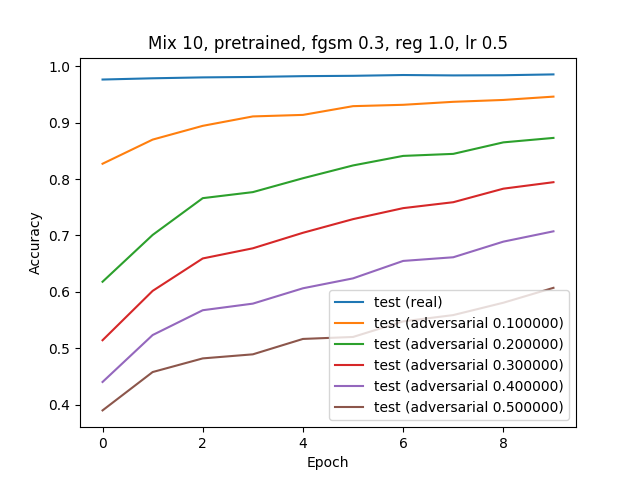 Mix 10, pretrained, fgsm 0.3, reg 1.0, lr 0.5
1.0
0.9
0.8
0.7
0.6
0.5
0.4
Accuracy
test (real)
test (adversarial 0.100000)
test (adversarial 0.200000)
test (adversarial 0.300000)
test (adversarial 0.400000)
test (adversarial 0.500000)
0 2 4 6 8
Epoch